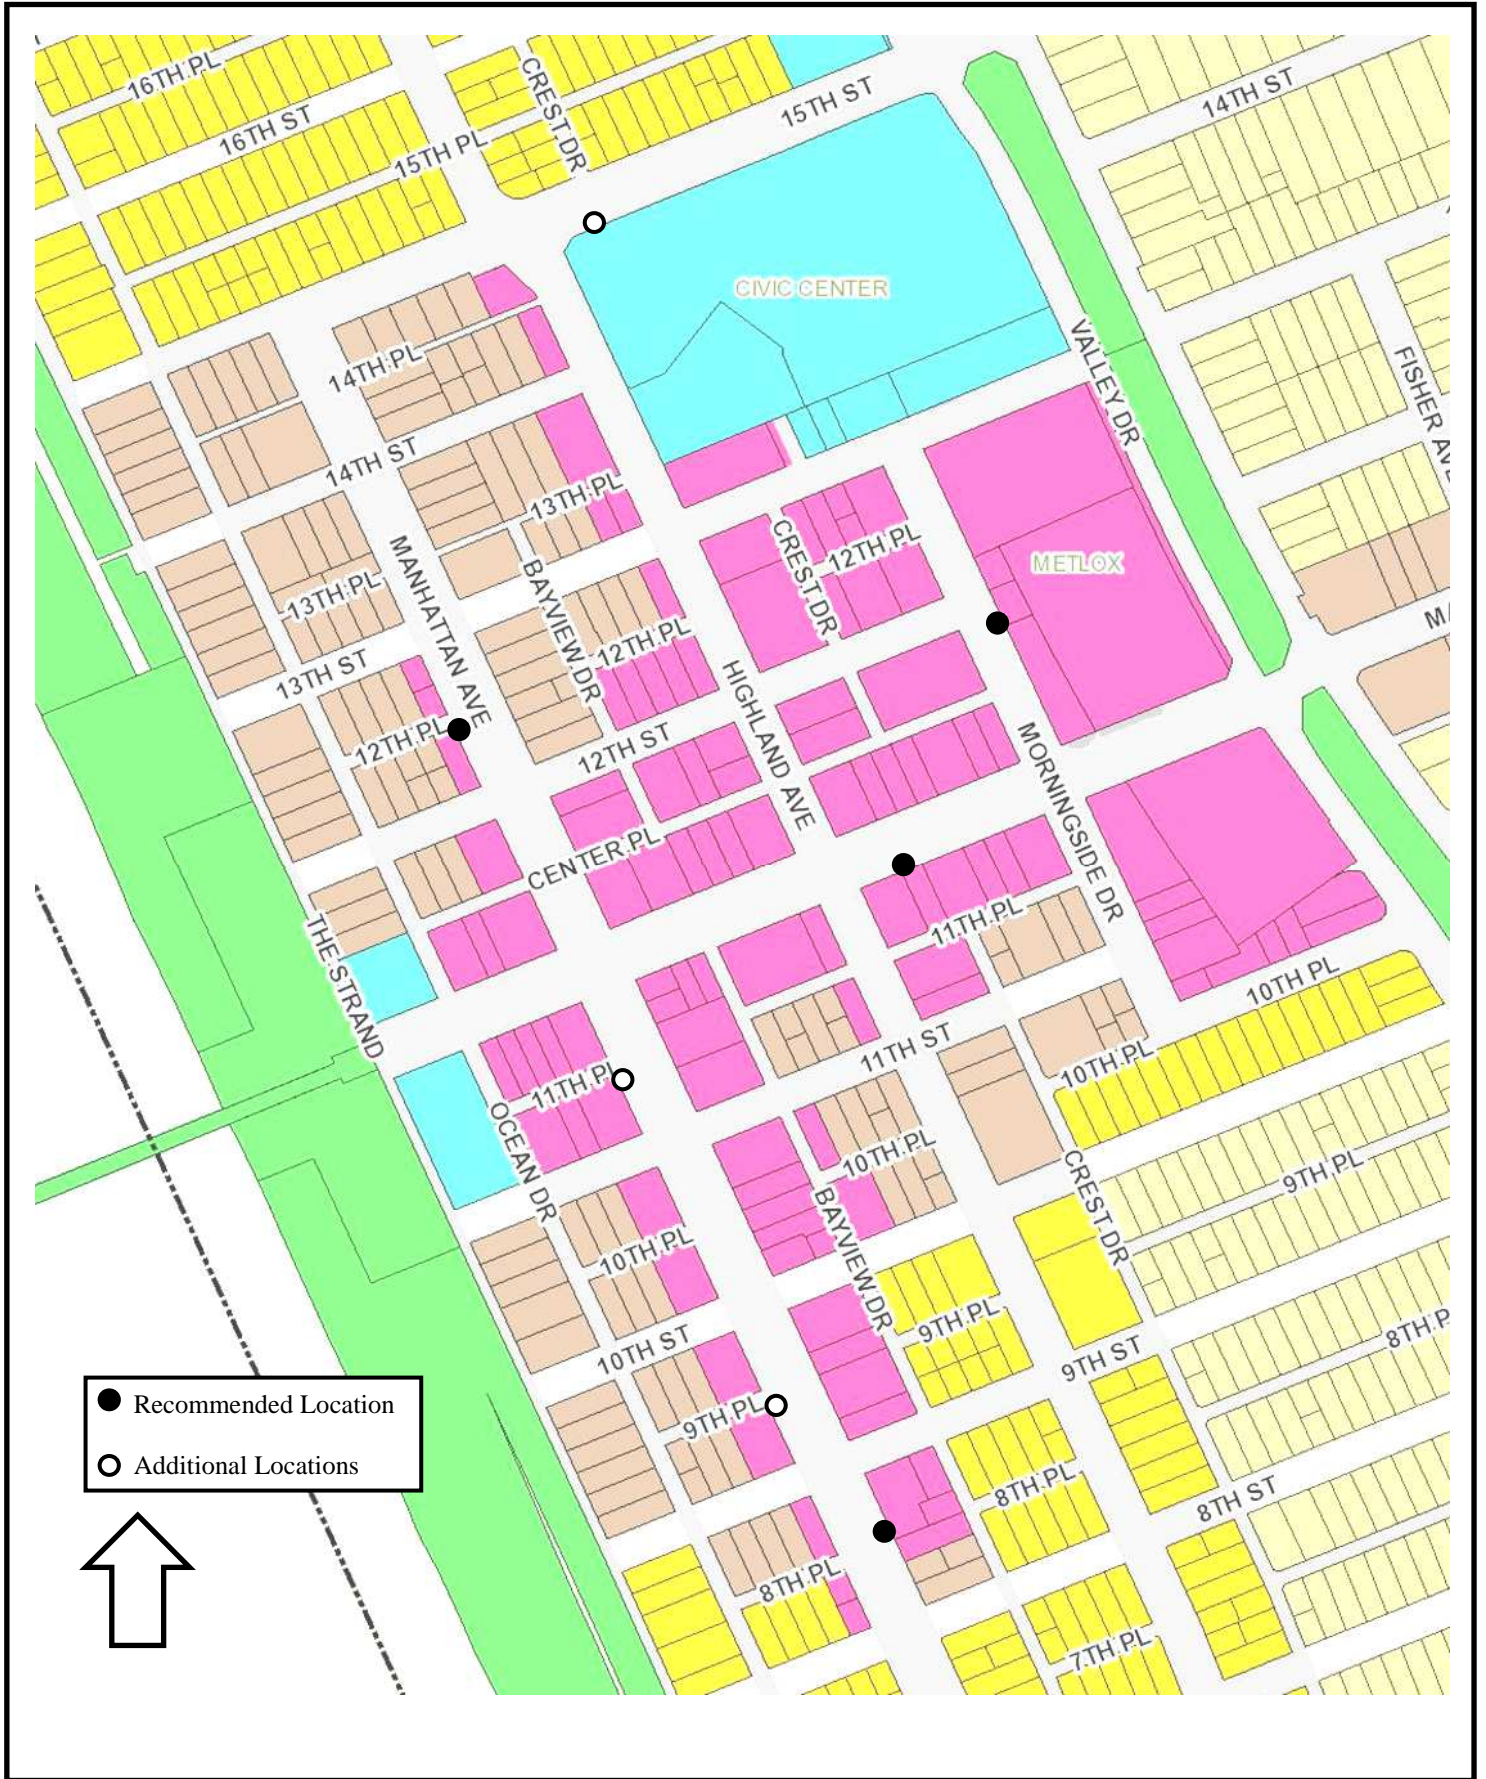 16TH PL
CREST DR
15TH ST
14TH ST
16TH ST
15TH PL
CIVIC CENTER
VALLEY DR
FISHER AVE
14TH PL
14TH ST
13TH PL
CREST DR
12TH PL
METLOX
MANHATTAN AVE
BAYVIEW DR
13TH PL
MA
12TH PL
13TH ST
HIGHLAND AVE
12TH PL
12TH ST
MORNINGSIDE DR
CENTER PL
THE STRAND
11TH PL
10TH PL
11TH ST
10TH PL
11TH PL
OCEAN DR
10TH PL
CREST DR
9TH PL
BAYVIEW DR
10TH PL
9TH PL
8TH P
10TH ST
9TH ST
9TH PL
Recommended Location
Additional Locations
8TH PL
8TH ST
8TH PL
7TH PL